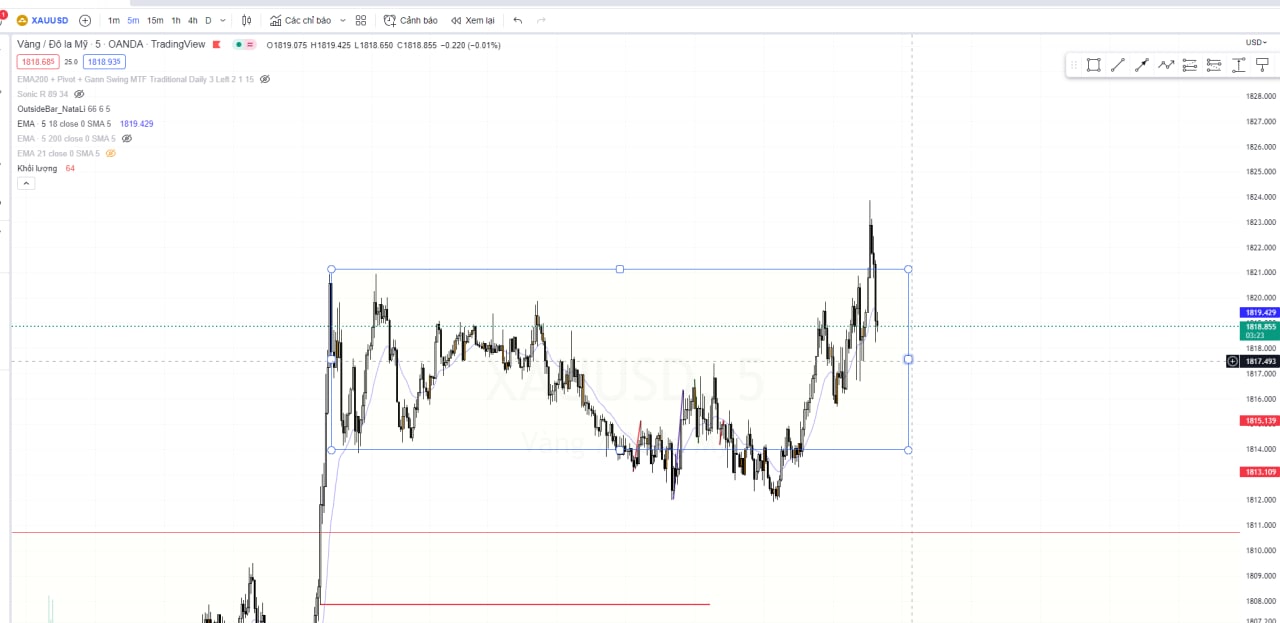 1
XAUUSD 1m 5m 15m 1h 4h D Các chỉ báo Cảnh báo Xem lại
Vàng / Đô la Mỹ · 5 · OANDA · TradingView O1819.075 H1819.425 L1818.650 C1818.855 −0.220 (−0.01%)
1818.685 25.0 1818.935
EMA200 + Pivot + Gann Swing MTF Traditional Daily 3 Left 2 1 15
Sonic R 89 34
OutsideBar_NataLi 66 6 5
EMA · 5 18 close 0 SMA 5 1819.429
EMA · 5 200 close 0 SMA 5
EMA 21 close 0 SMA 5
Khối lượng 64
XAUUSD 5
Vàng
USD
1828.000
1827.000
1826.000
1825.000
1824.000
1823.000
1822.000
1821.000
1820.000
1819.429
1818.855
03:23
1818.000
1817.493
1817.000
1816.000
1815.139
1814.000
1813.109
1812.000
1811.000
1810.000
1809.000
1808.000
1807.200